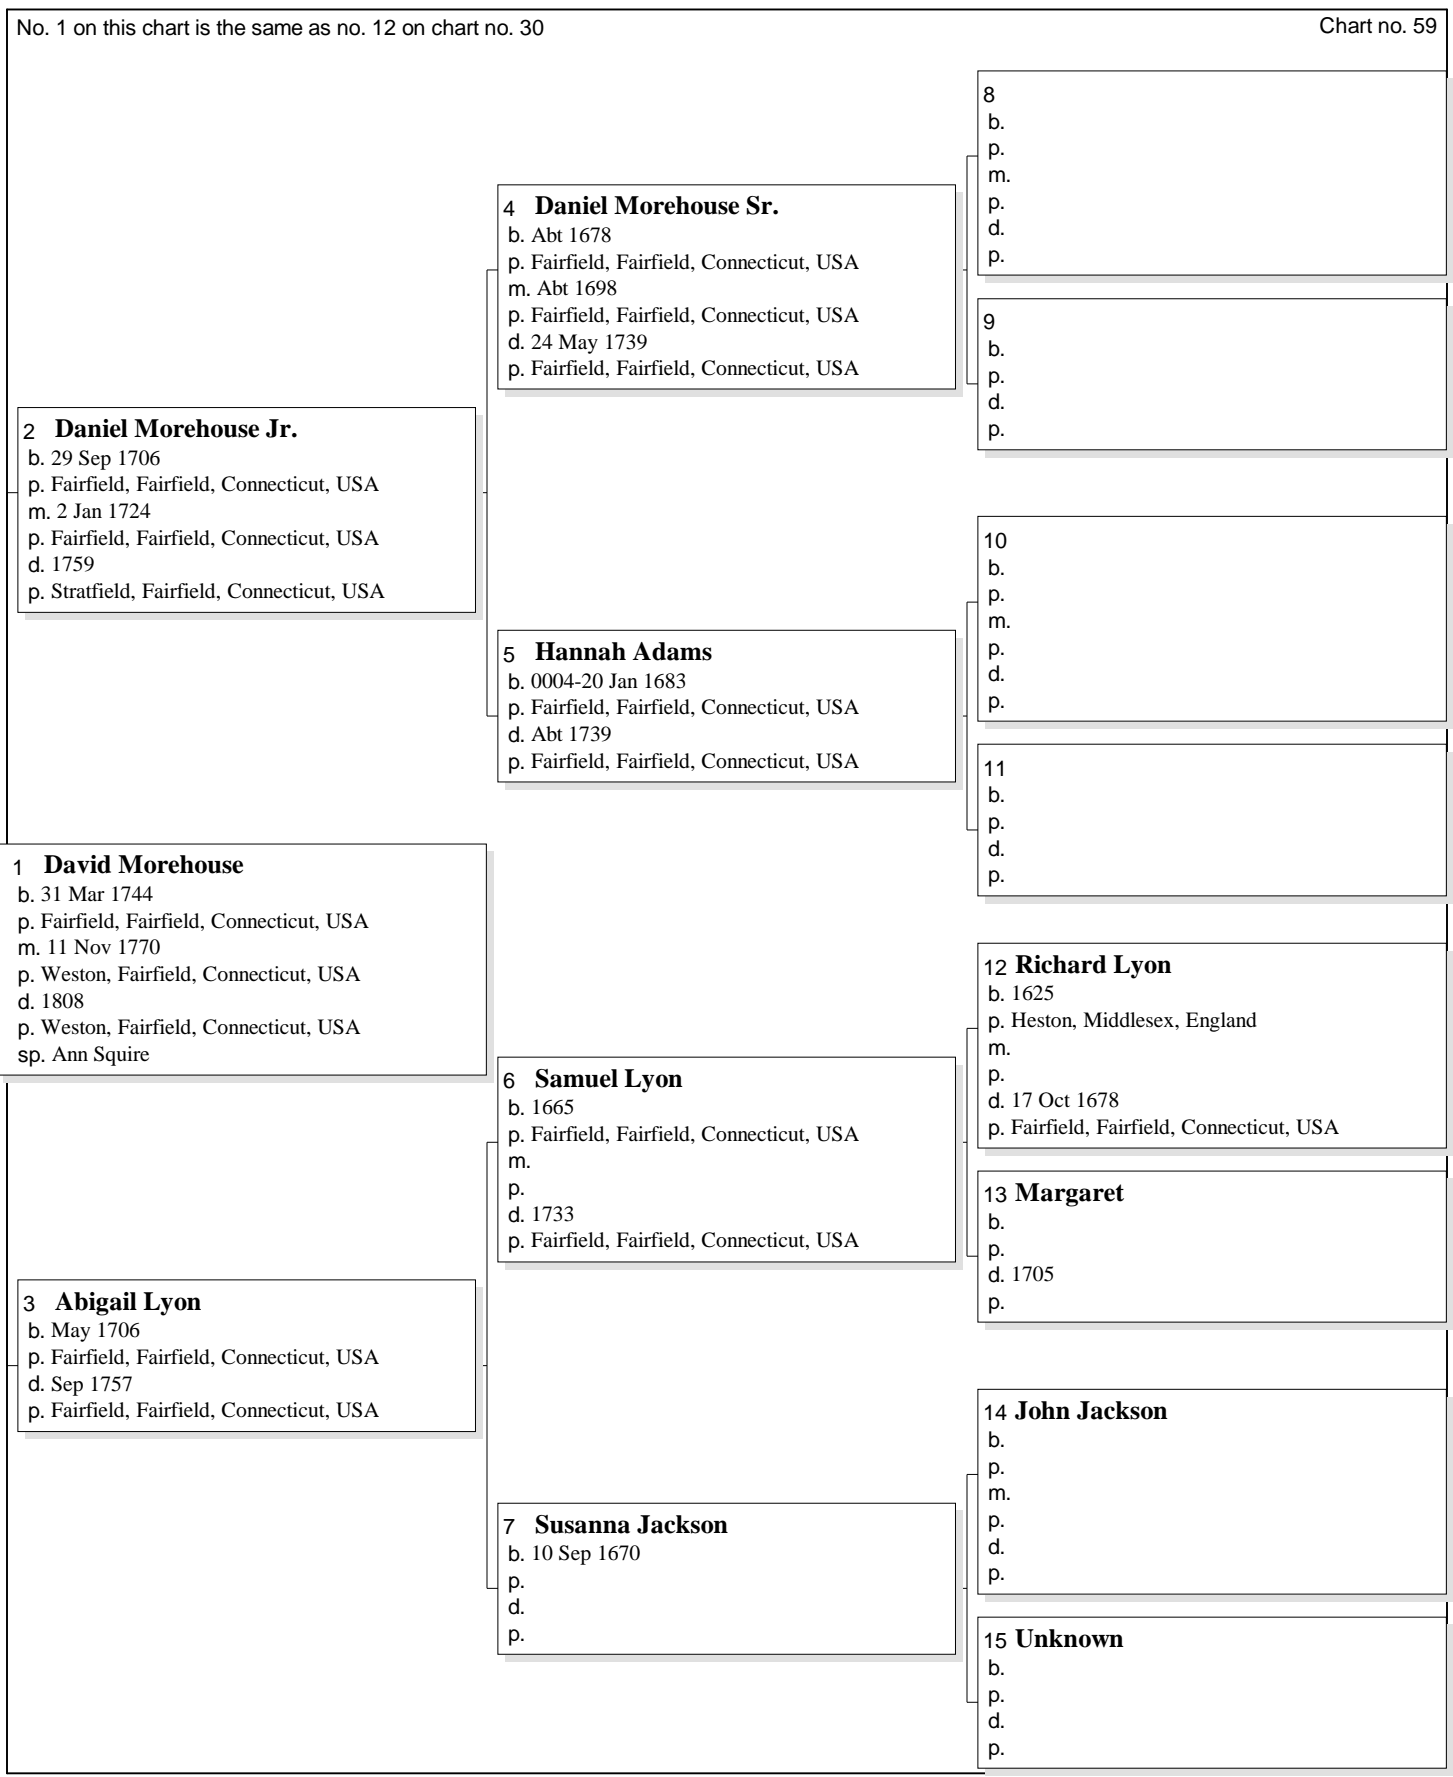 No. 1 on this chart is the same as no. 12 on chart no. 30
Chart no. 59
8
b.
p.
m.
p.
d.
p.
4 Daniel Morehouse Sr.
b. Abt 1678
p. Fairfield, Fairfield, Connecticut, USA
m. Abt 1698
p. Fairfield, Fairfield, Connecticut, USA
d. 24 May 1739
p. Fairfield, Fairfield, Connecticut, USA
9
b.
p.
d.
p.
2 Daniel Morehouse Jr.
b. 29 Sep 1706
p. Fairfield, Fairfield, Connecticut, USA
m. 2 Jan 1724
p. Fairfield, Fairfield, Connecticut, USA
d. 1759
p. Stratfield, Fairfield, Connecticut, USA
10
b.
p.
m.
p.
d.
p.
5 Hannah Adams
b. 0004-20 Jan 1683
p. Fairfield, Fairfield, Connecticut, USA
d. Abt 1739
p. Fairfield, Fairfield, Connecticut, USA
11
b.
p.
d.
p.
1 David Morehouse
b. 31 Mar 1744
p. Fairfield, Fairfield, Connecticut, USA
m. 11 Nov 1770
p. Weston, Fairfield, Connecticut, USA
d. 1808
p. Weston, Fairfield, Connecticut, USA
sp. Ann Squire
12 Richard Lyon
b. 1625
p. Heston, Middlesex, England
m.
p.
d. 17 Oct 1678
p. Fairfield, Fairfield, Connecticut, USA
6 Samuel Lyon
b. 1665
p. Fairfield, Fairfield, Connecticut, USA
m.
p.
d. 1733
p. Fairfield, Fairfield, Connecticut, USA
13 Margaret
b.
p.
d. 1705
p.
3 Abigail Lyon
b. May 1706
p. Fairfield, Fairfield, Connecticut, USA
d. Sep 1757
p. Fairfield, Fairfield, Connecticut, USA
14 John Jackson
b.
p.
m.
p.
d.
p.
7 Susanna Jackson
b. 10 Sep 1670
p.
d.
p.
15 Unknown
b.
p.
d.
p.